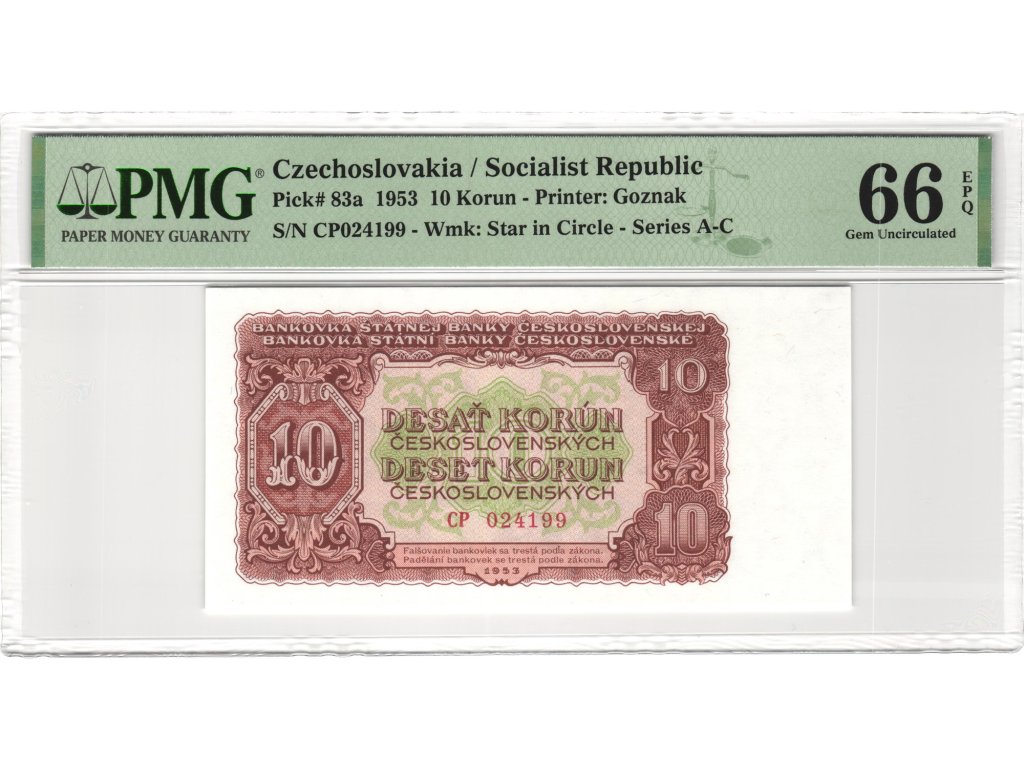 PMG®
PAPER MONEY GUARANTY
Czechoslovakia / Socialist Republic
Pick# 83a 1953 10 Korun - Printer: Goznak
S/N CP024199 - Wmk: Star in Circle - Series A-C
66
EPQ
Gem Uncirculated
BANKOVKA ŠTÁTNEJ BANKY ČESKOSLOVENSKEJ
BANKOVKA STÁTNÍ BANKY ČESKOSLOVENSKÉ
10
10
DESAŤ KORÚN
ČESKOSLOVENSKÝCH
DESET KORUN
ČESKOSLOVENSKÝCH
CP 024199
10
Falšovanie bankoviek sa trestá podľa zákona.
Padělání bankovek se trestá podle zákona.
1953